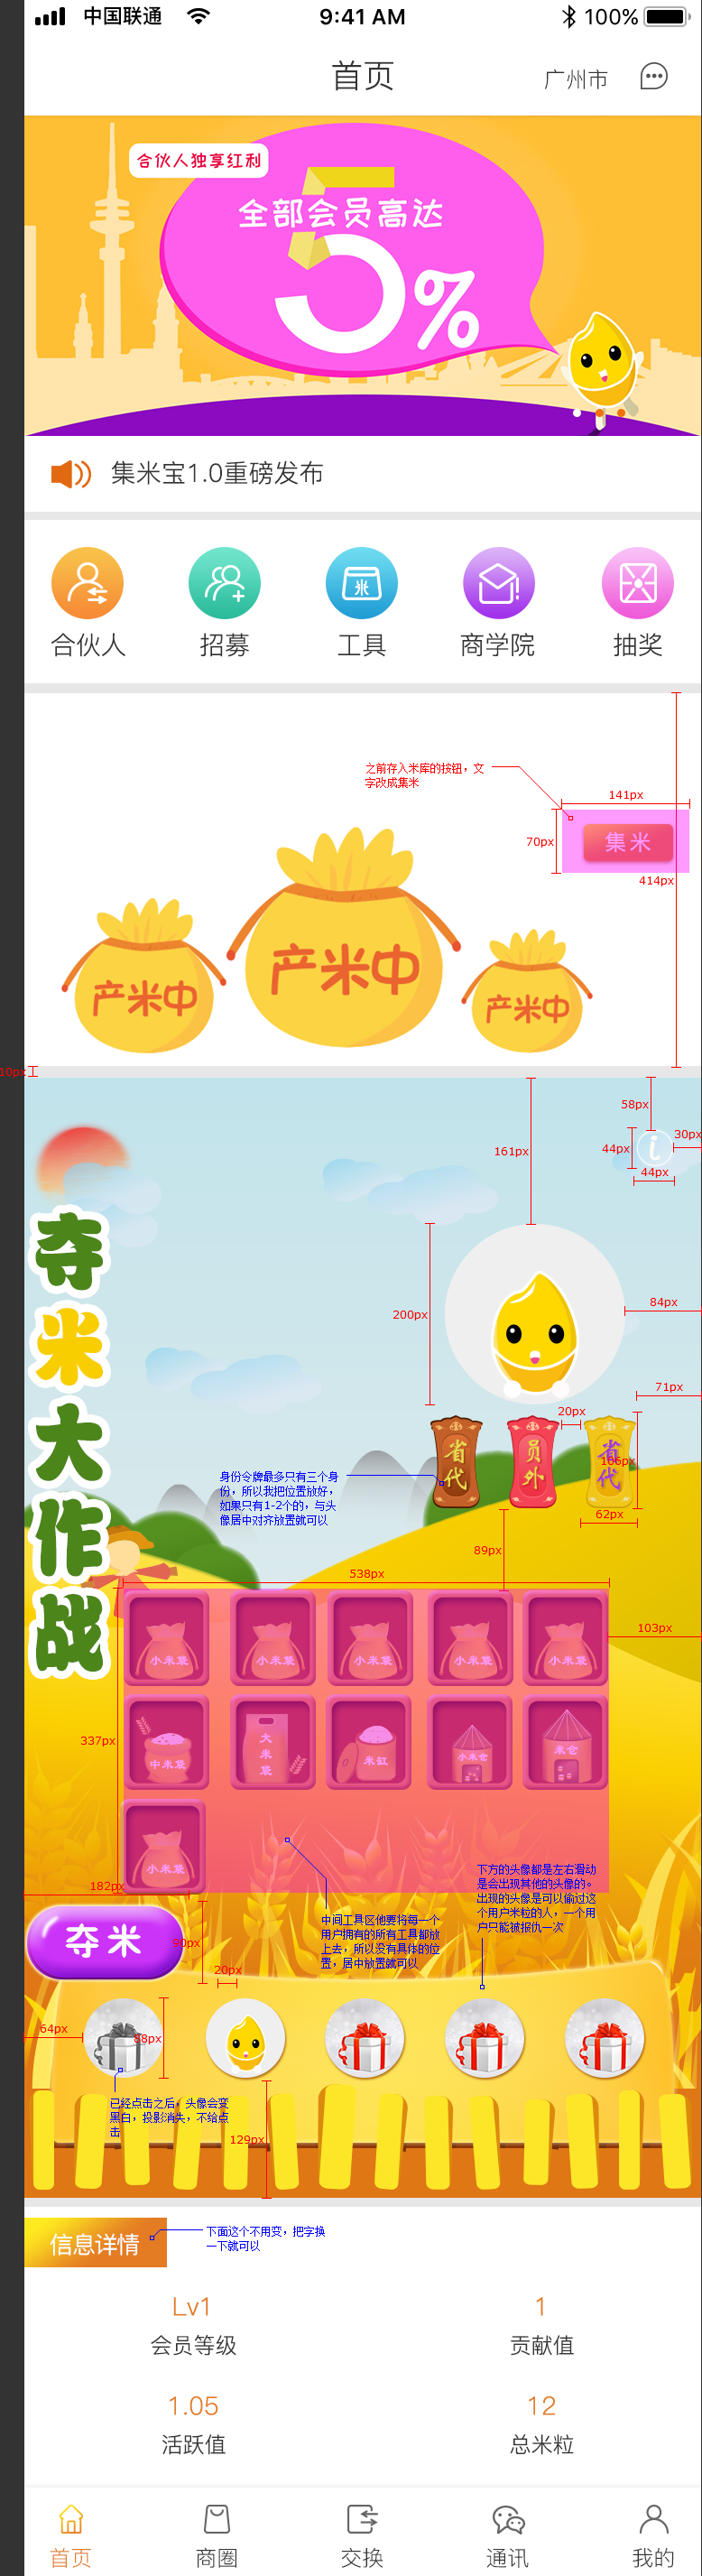 中国联通 9:41 AM 100%
首页 广州市
合伙人独享红利
全部会员高达
5%
集米宝1.0重磅发布
合伙人 招募 工具 商学院 抽奖
之前存入米库的按钮，文
字改成集米
141px
70px
集米
414px
产米中 产米中 产米中
10px
58px
161px
44px
30px
i
44px
夺米大作战
200px
84px
71px
20px
省代 员外 省代
106px
身份令牌最多只有三个身
份，所以我把位置放好，
如果只有1-2个的，与头
像居中对齐放置就可以
62px
89px
538px
103px
小米袋 小米袋 小米袋 小米袋 小米袋
337px
中米袋 大米袋 米缸 小米仓 米仓
小米袋
182px
下方的头像都是左右滑动
是会出现其他的头像的。
出现的头像是可以偷过这
个用户米粒的人，一个用
户只能被报仇一次
中间工具区他要将每一个
用户拥有的所有工具都放
上去，所以没有具体的位
置，居中放置就可以
夺米
90px
20px
64px
88px
已经点击之后，头像会变
黑白，投影消失，不给点
击
129px
信息详情
下面这个不用变，把字换
一下就可以
Lv1 1
会员等级 贡献值
1.05 12
活跃值 总米粒
首页 商圈 交换 通讯 我的